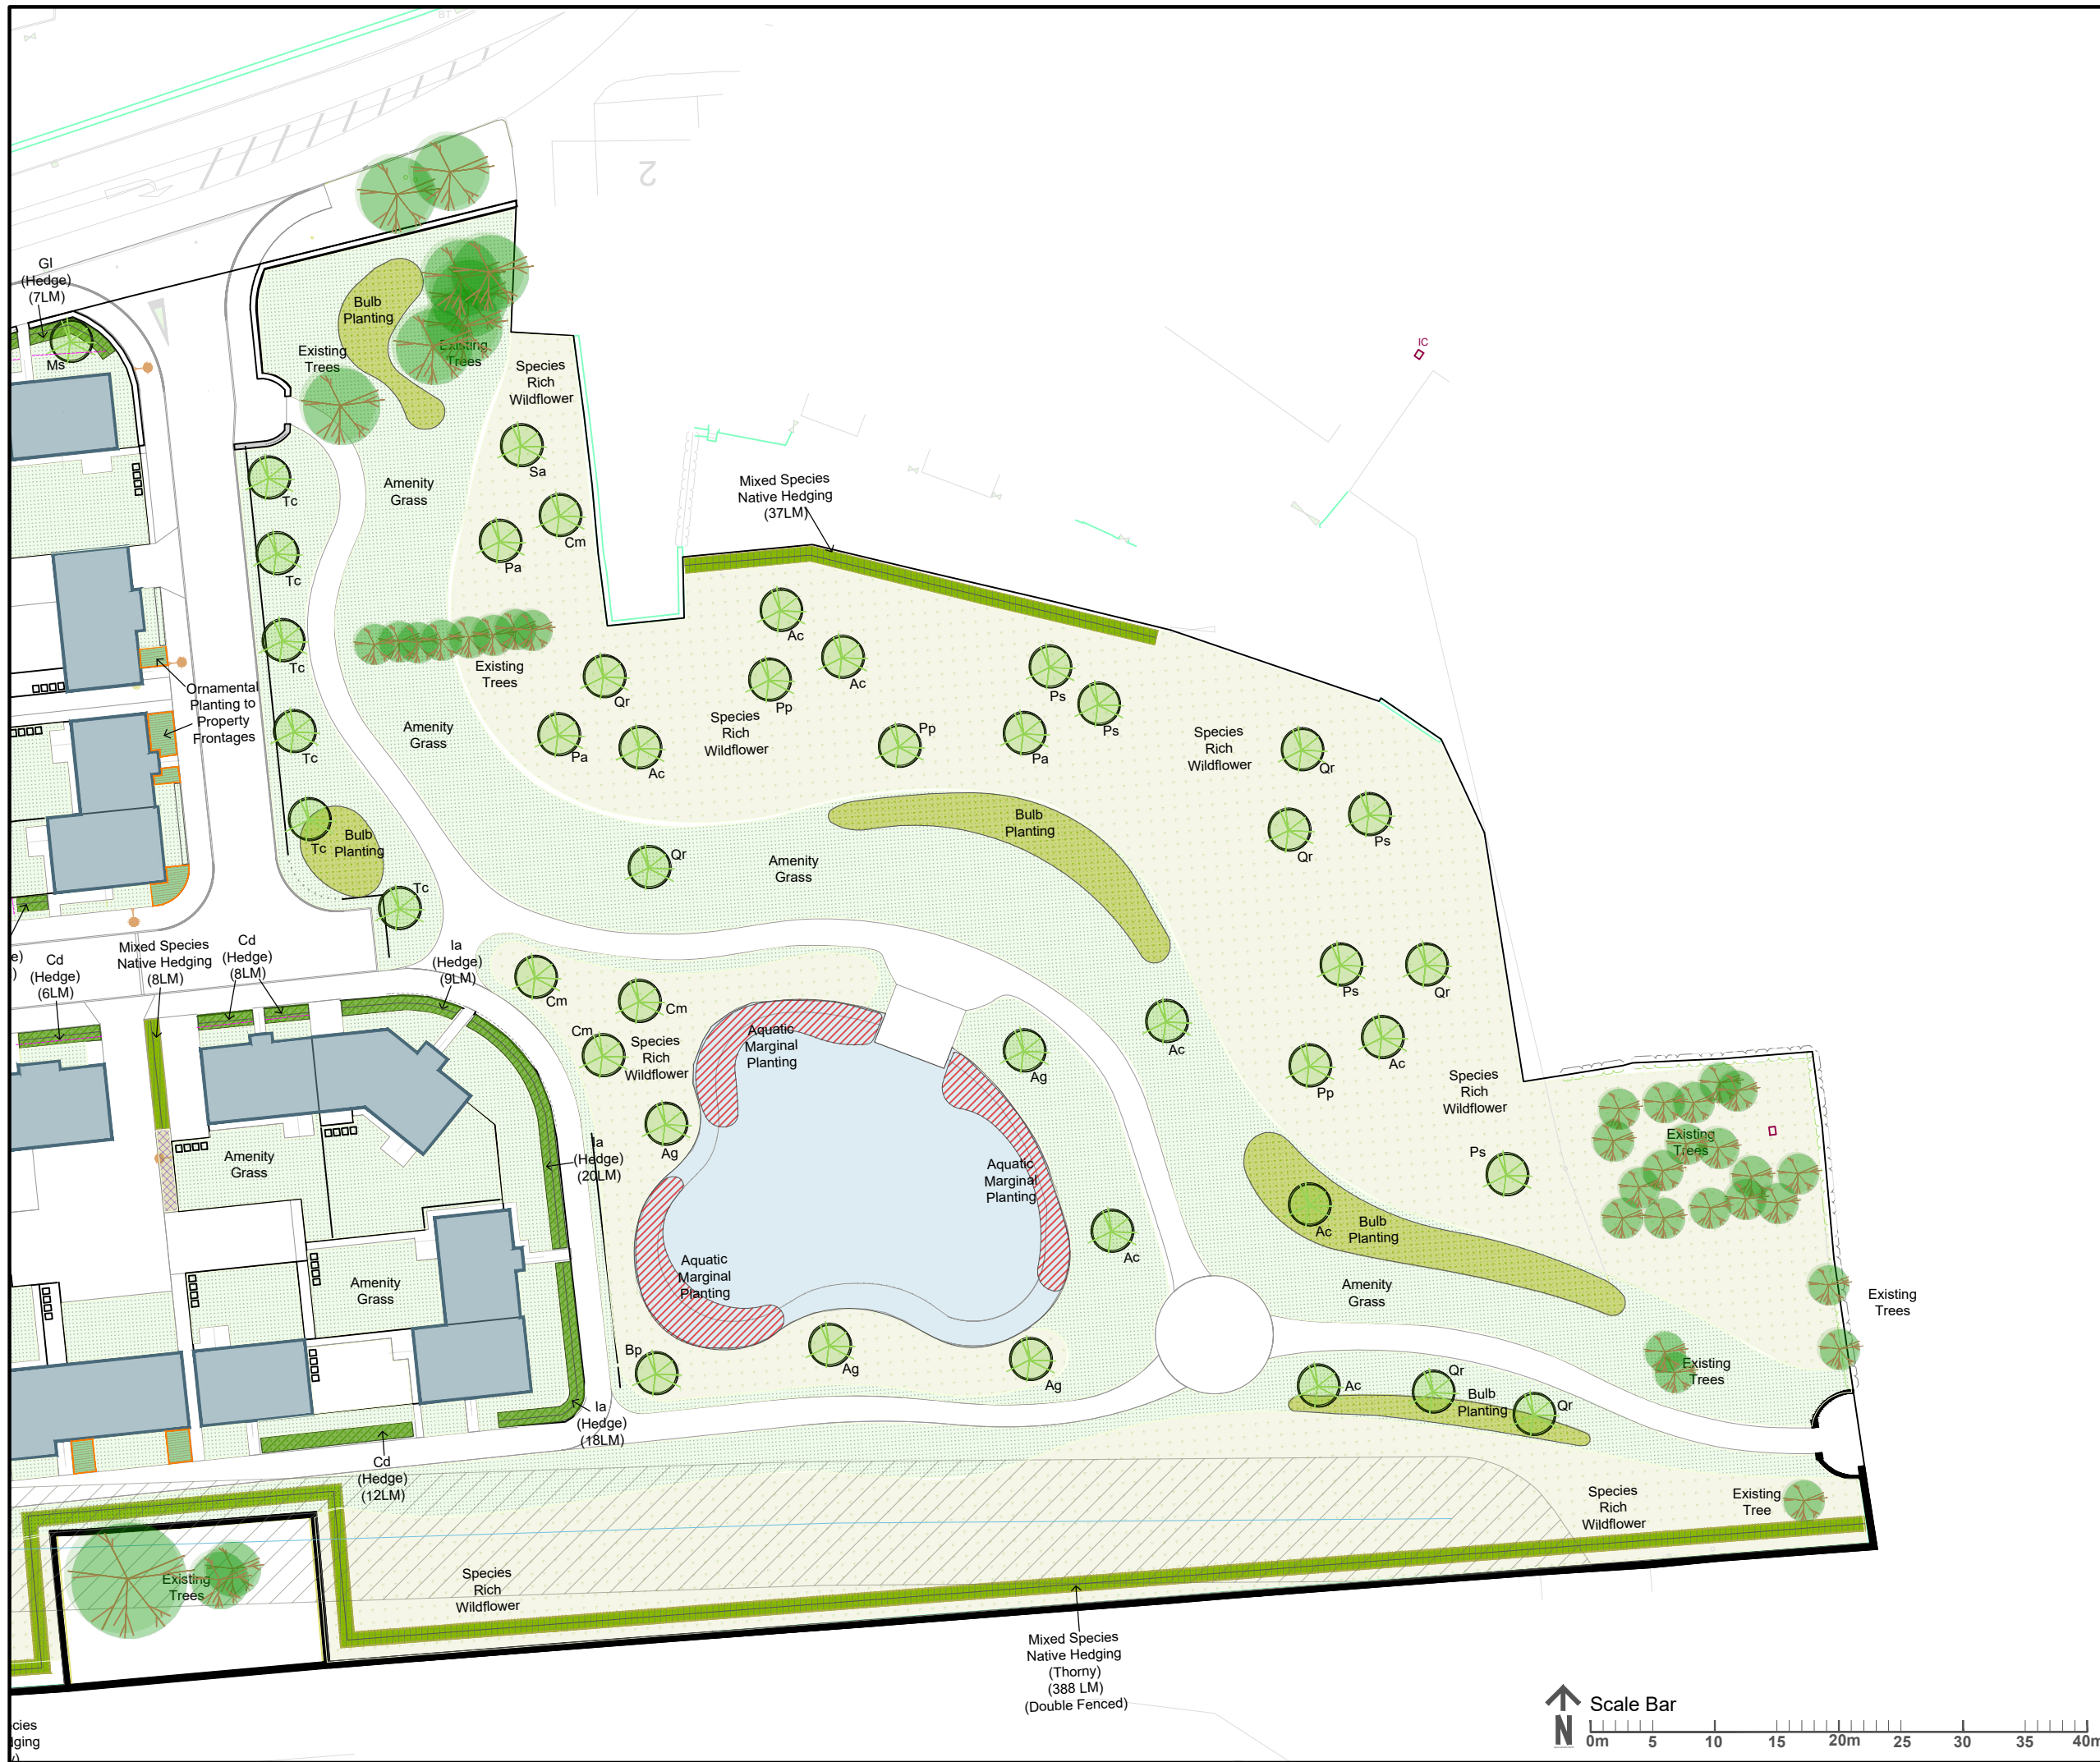 2
GI
(Hedge)
(7LM)
Ms
Bulb
Planting
Existing
Trees
Existing
Trees
Species
Rich
Wildflower
IC
Sa
Tc
Amenity
Grass
Cm
Mixed Species
Native Hedging
(37LM)
Pa
Tc
Ac
Tc
Existing
Trees
Ac
Qr
Pp
Ps
Ornamental
Planting to
Property
Frontages
Amenity
Grass
Species
Rich
Wildflower
Pp
Ps
Species
Rich
Wildflower
Tc
Pa
Ac
Pa
Qr
Bulb
Planting
Tc
Bulb
Planting
Ps
Qr
Qr
Amenity
Grass
Tc
e)
)
Cd
(Hedge)
(6LM)
Mixed Species
Native Hedging
(8LM)
Cd
(Hedge)
(8LM)
Ia
(Hedge)
(9LM)
Cm
Cm
Cm
Species
Rich
Wildflower
Aquatic
Marginal
Planting
Ps
Qr
Ac
Ag
Ac
Pp
Species
Rich
Wildflower
Existing
Trees
Amenity
Grass
Ia
(Hedge)
(20LM)
Ag
Aquatic
Marginal
Planting
Ps
Ac
Bulb
Planting
Ac
Aquatic
Marginal
Planting
Amenity
Grass
Amenity
Grass
Existing
Trees
Bp
Ag
Ag
Existing
Trees
Ac
Qr
Bulb
Planting
Qr
Ia
(Hedge)
(18LM)
Cd
(Hedge)
(12LM)
Species
Rich
Wildflower
Existing
Tree
Existing
Trees
Species
Rich
Wildflower
Mixed Species
Native Hedging
(Thorny)
(388 LM)
(Double Fenced)
cies
ging
N
Scale Bar
0m 5 10 15 20m 25 30 35 40m